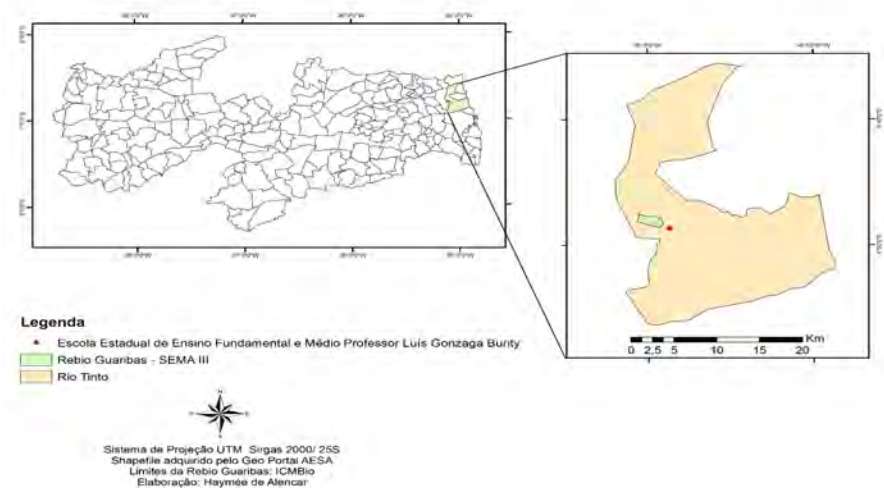 Km
0 2,5 5 10 15 20
Legenda
Escola Estadual de Ensino Fundamental e Médio Professor Luís Gonzaga Burity
Rebio Guaribas - SEMA III
Rio Tinto
Sistema de Projeção UTM Sirgas 2000/ 25S
Shapefile adquirido pelo Geo Portal AESA
Limites da Rebio Guaribas: ICMBio
Elaboração: Haymée de Alencar